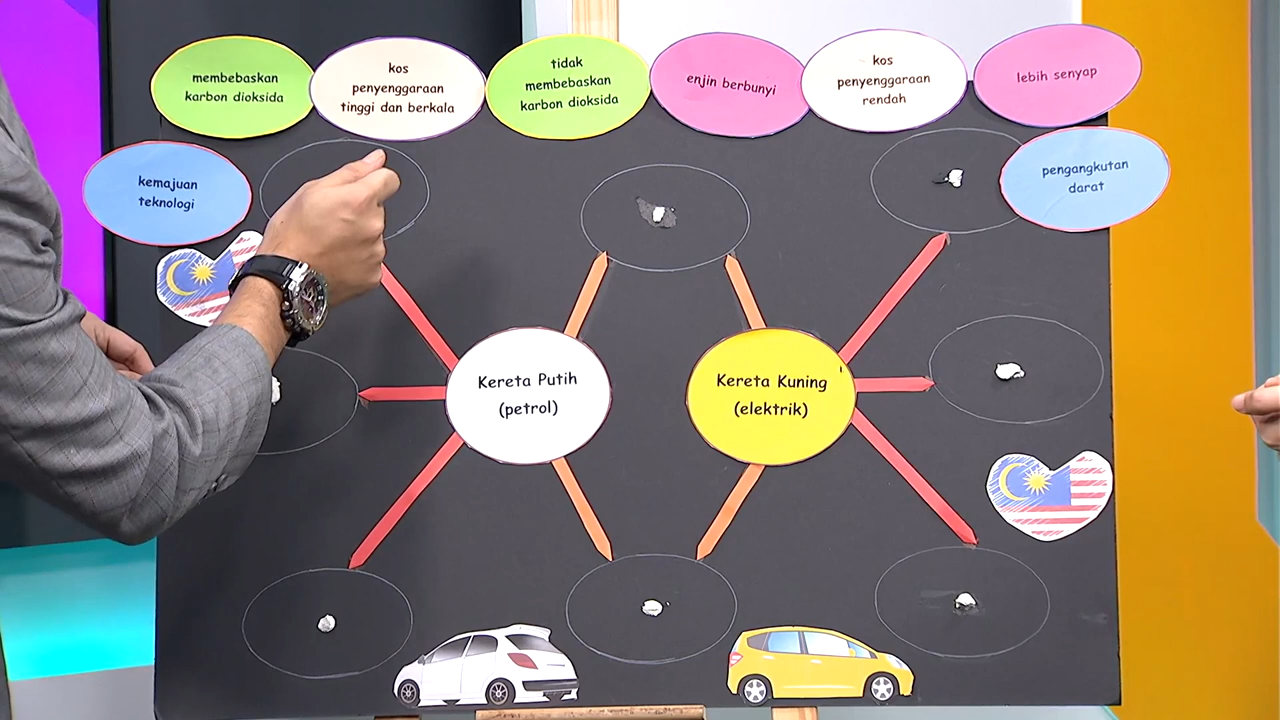 membebaskan
karbon dioksida
kos
penyenggaraan
tinggi dan berkala
tidak
membebaskan
karbon dioksida
enjin berbunyi
kos
penyenggaraan
rendah
lebih senyap
kemajuan
teknologi
pengangkutan
darat
Kereta Putih
(petrol)
Kereta Kuning
(elektrik)